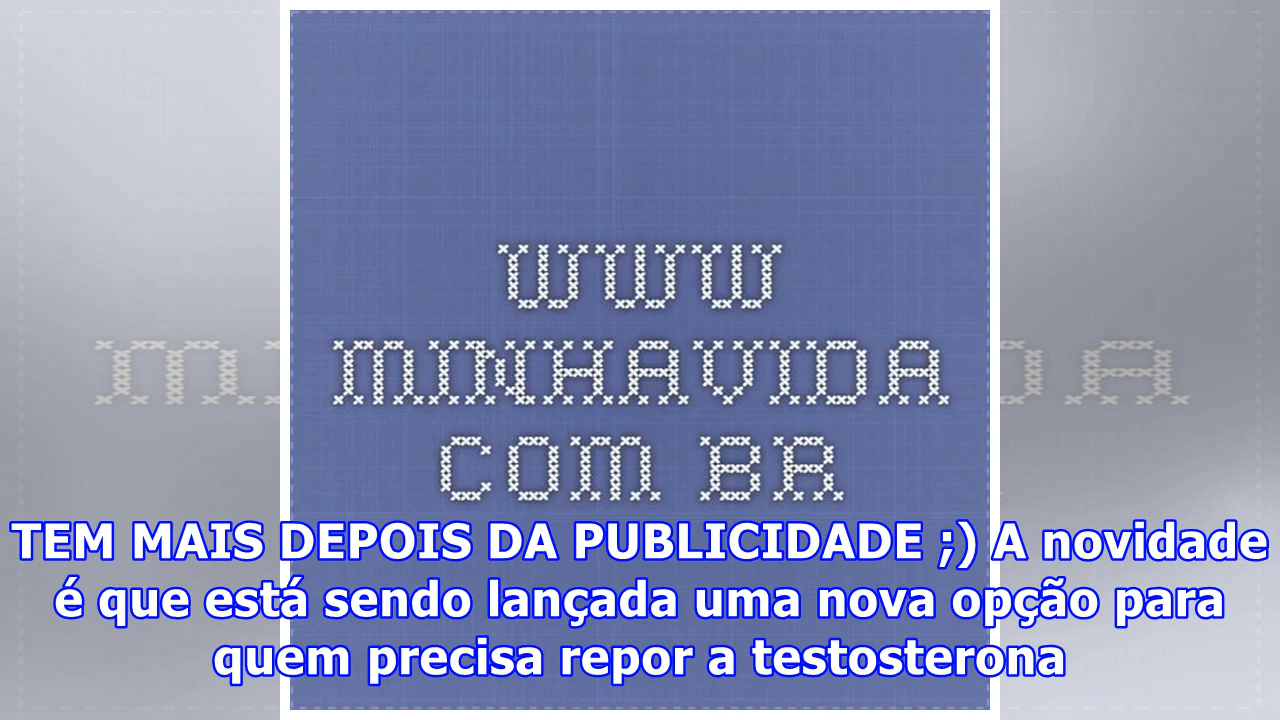 WWW
MINHAVIDA
COM BR
TEM MAIS DEPOIS DA PUBLICIDADE ;) A novidade
é que está sendo lançada uma nova opção para
quem precisa repor a testosterona